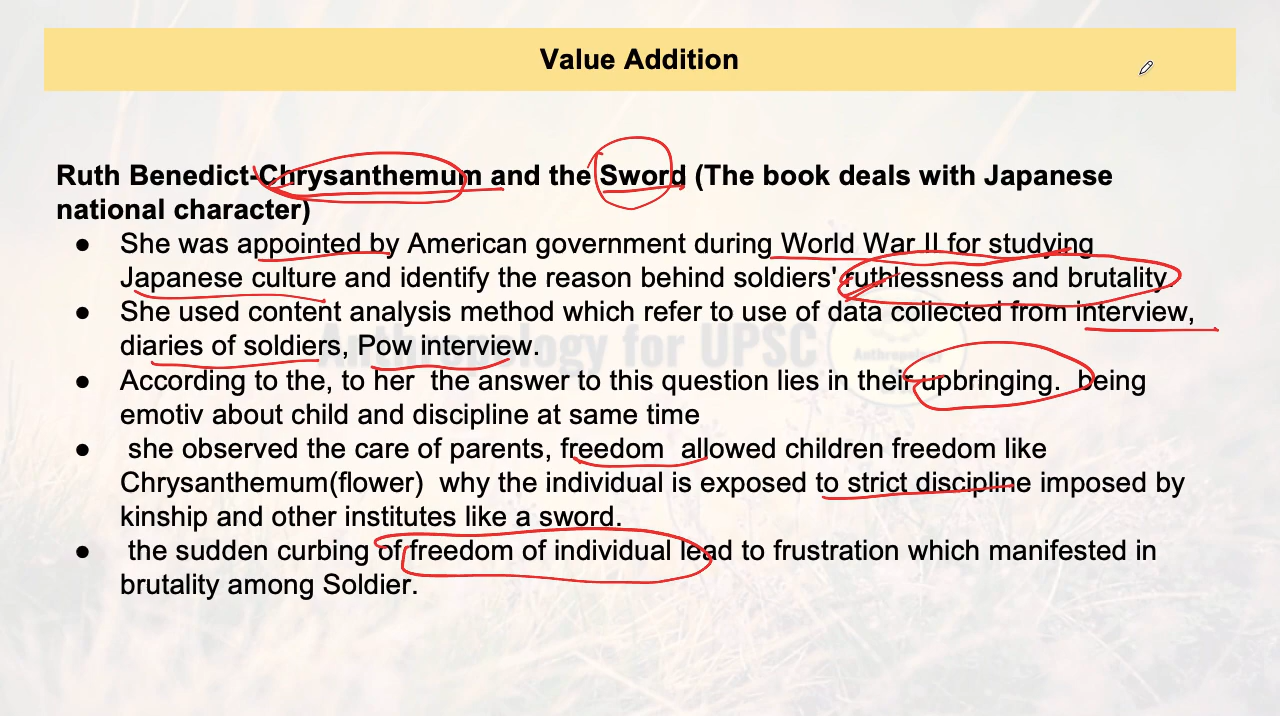 Value Addition
Ruth Benedict-Chrysanthemum and the Sword (The book deals with Japanese
national character)
● She was appointed by American government during World War II for studying
Japanese culture and identify the reason behind soldiers' ruthlessness and brutality.
● She used content analysis method which refer to use of data collected from interview,
diaries of soldiers, Pow interview.
Anthropology for UPSC
Anthropology
● According to the, to her the answer to this question lies in their upbringing. being
emotiv about child and discipline at same time
● she observed the care of parents, freedom allowed children freedom like
Chrysanthemum(flower) why the individual is exposed to strict discipline imposed by
kinship and other institutes like a sword.
● the sudden curbing of freedom of individual lead to frustration which manifested in
brutality among Soldier.